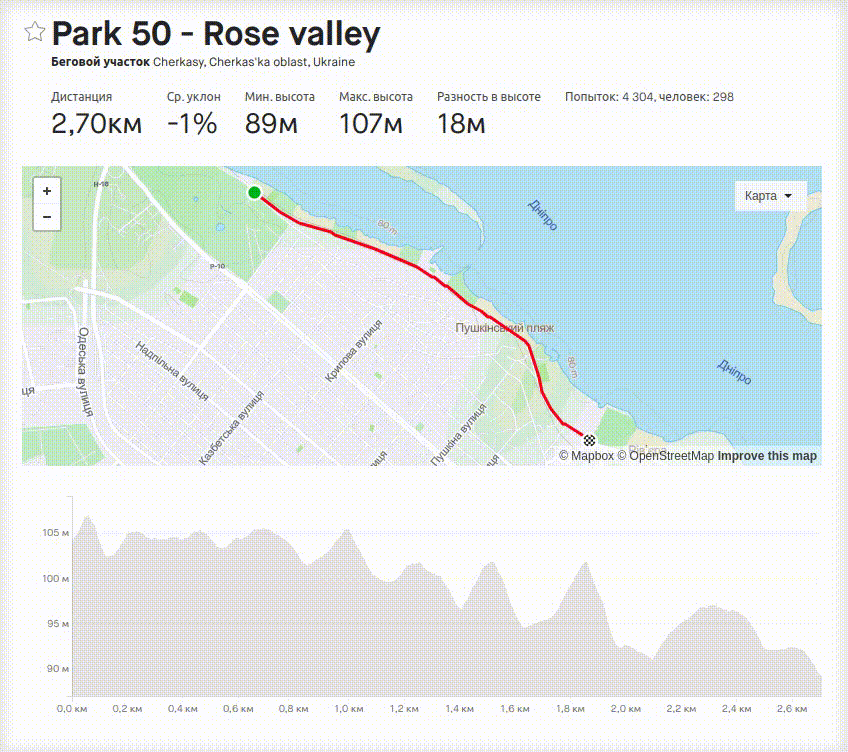 Park 50 - Rose valley
Беговой участок Cherkasy, Cherkas'ka oblast, Ukraine
Дистанция Ср. уклон Мин. высота Макс. высота Разность в высоте Попыток: 4 304, человек: 298
2,70км -1% 89м 107м 18м
+
−
Карта
H-16
Дніпро
80 m
P-10
Пушкінський пляж
Одеська вулиця
Надпільна вулиця
Крилова вулиця
80 m
Дніпро
ця
Казбетська вулиця
Пушкіна вулиця
© Mapbox © OpenStreetMap Improve this map
105 м
100 м
95 м
90 м
0,0 км 0,2 км 0,4 км 0,6 км 0,8 км 1,0 км 1,2 км 1,4 км 1,6 км 1,8 км 2,0 км 2,2 км 2,4 км 2,6 км